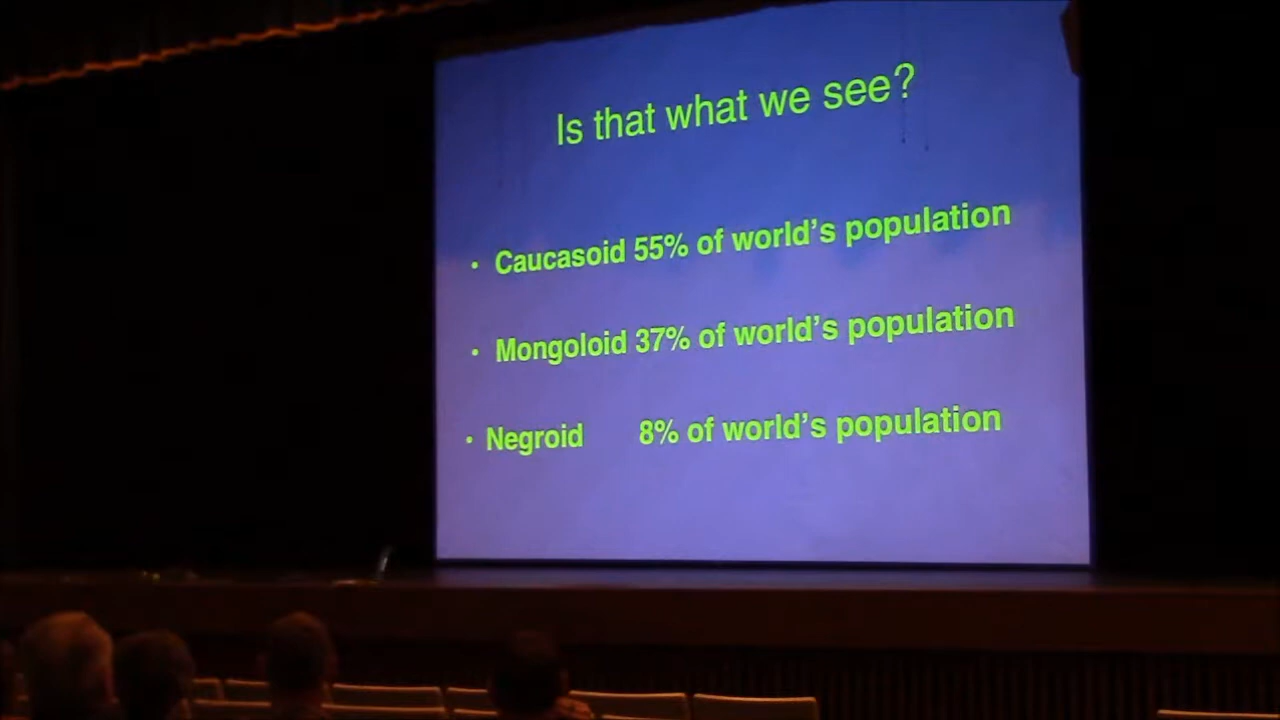 Is that what we see?
• Caucasoid 55% of world's population
• Mongoloid 37% of world's population
• Negroid 8% of world's population